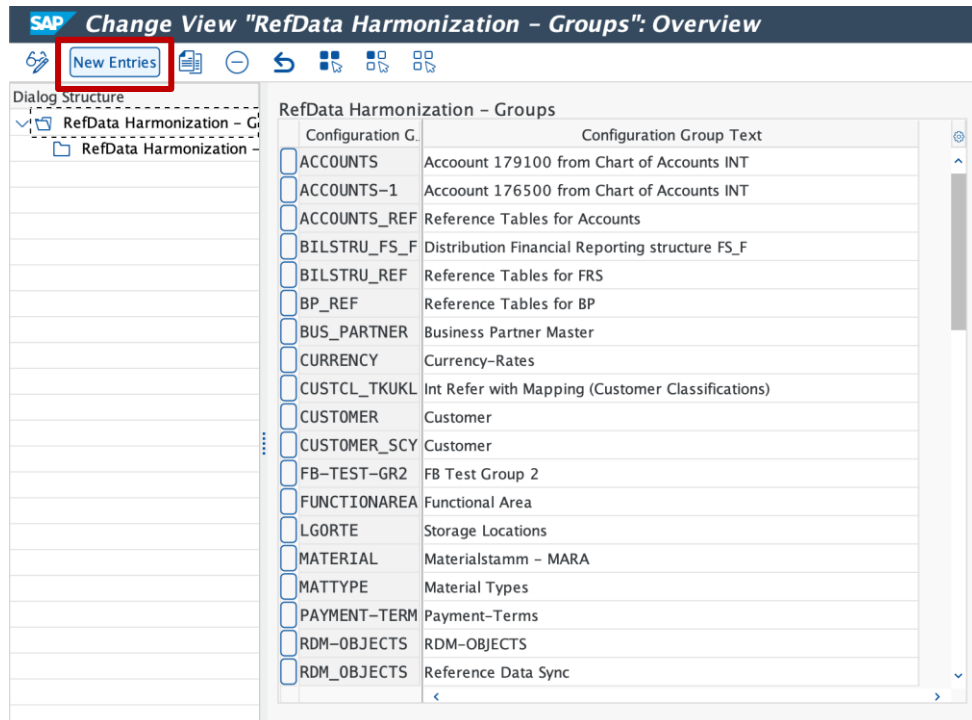 SAP Change View "RefData Harmonization – Groups": Overview
New Entries
Dialog Structure
RefData Harmonization – G
RefData Harmonization –
RefData Harmonization – Groups
Configuration G.. Configuration Group Text
ACCOUNTS Accoount 179100 from Chart of Accounts INT
ACCOUNTS-1 Accoount 176500 from Chart of Accounts INT
ACCOUNTS_REF Reference Tables for Accounts
BILSTRU_FS_F Distribution Financial Reporting structure FS_F
BILSTRU_REF Reference Tables for FRS
BP_REF Reference Tables for BP
BUS_PARTNER Business Partner Master
CURRENCY Currency-Rates
CUSTCL_TKUKL Int Refer with Mapping (Customer Classifications)
CUSTOMER Customer
CUSTOMER_SCY Customer
FB-TEST-GR2 FB Test Group 2
FUNCTIONAREA Functional Area
LGORTE Storage Locations
MATERIAL Materialstamm – MARA
MATTYPE Material Types
PAYMENT-TERM Payment-Terms
RDM-OBJECTS RDM-OBJECTS
RDM_OBJECTS Reference Data Sync